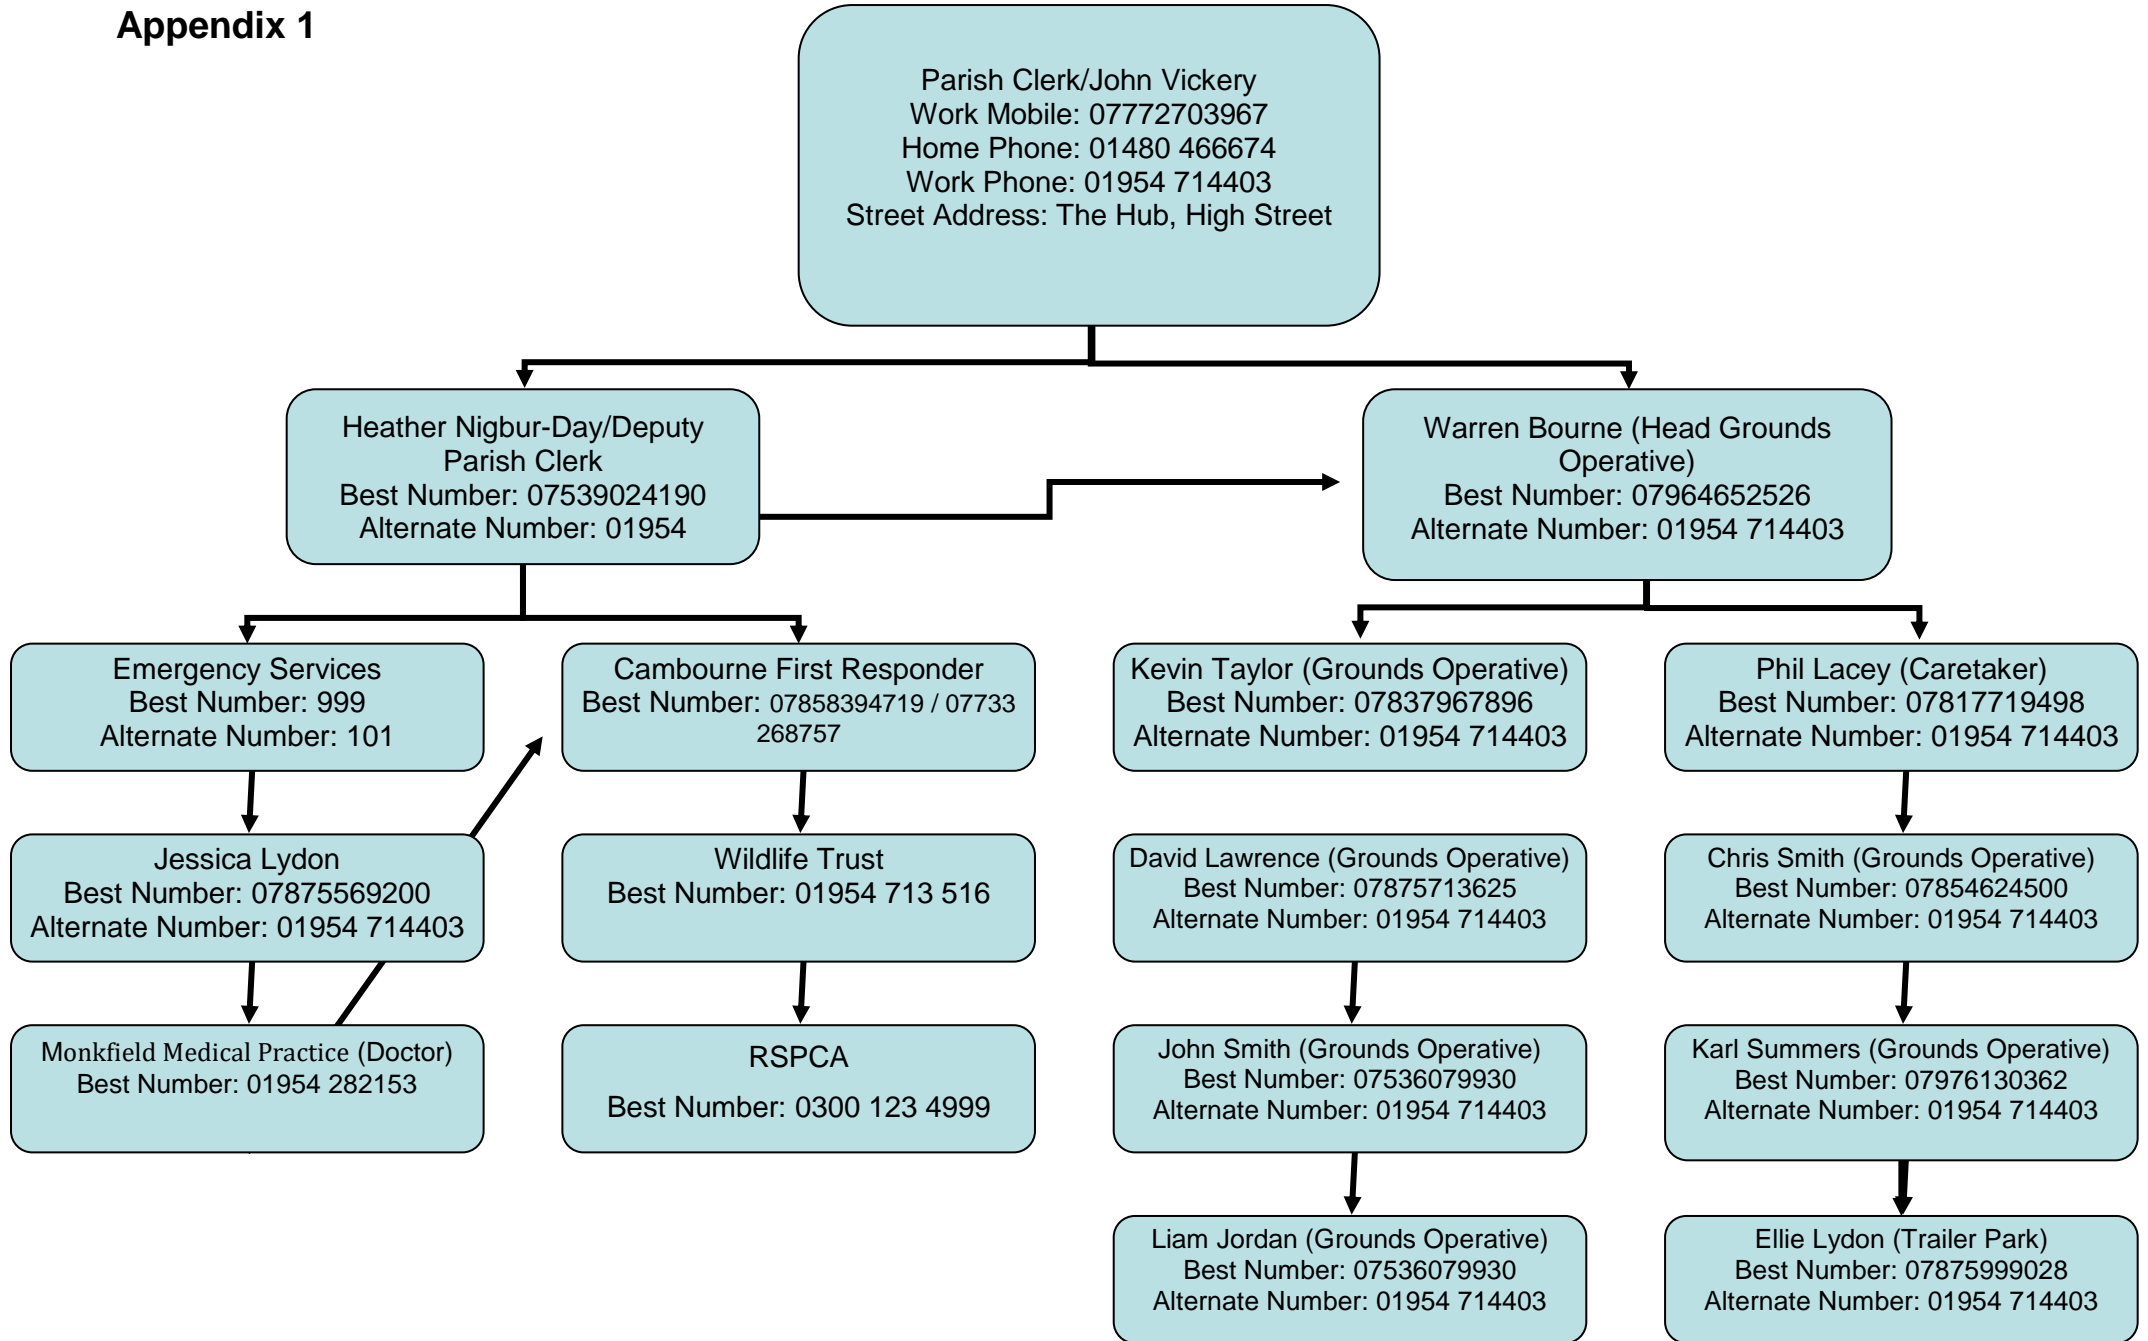 Appendix 1
Parish Clerk/John Vickery
Work Mobile: 07772703967
Home Phone: 01480 466674
Work Phone: 01954 714403
Street Address: The Hub, High Street
Heather Nigbur-Day/Deputy
Parish Clerk
Best Number: 07539024190
Alternate Number: 01954
Warren Bourne (Head Grounds
Operative)
Best Number: 07964652526
Alternate Number: 01954 714403
Emergency Services
Best Number: 999
Alternate Number: 101
Cambourne First Responder
Best Number: 07858394719 / 07733
268757
Kevin Taylor (Grounds Operative)
Best Number: 07837967896
Alternate Number: 01954 714403
Phil Lacey (Caretaker)
Best Number: 07817719498
Alternate Number: 01954 714403
Jessica Lydon
Best Number: 07875569200
Alternate Number: 01954 714403
Wildlife Trust
Best Number: 01954 713 516
David Lawrence (Grounds Operative)
Best Number: 07875713625
Alternate Number: 01954 714403
Chris Smith (Grounds Operative)
Best Number: 07854624500
Alternate Number: 01954 714403
Monkfield Medical Practice (Doctor)
Best Number: 01954 282153
RSPCA
Best Number: 0300 123 4999
John Smith (Grounds Operative)
Best Number: 07536079930
Alternate Number: 01954 714403
Karl Summers (Grounds Operative)
Best Number: 07976130362
Alternate Number: 01954 714403
Liam Jordan (Grounds Operative)
Best Number: 07536079930
Alternate Number: 01954 714403
Ellie Lydon (Trailer Park)
Best Number: 07875999028
Alternate Number: 01954 714403